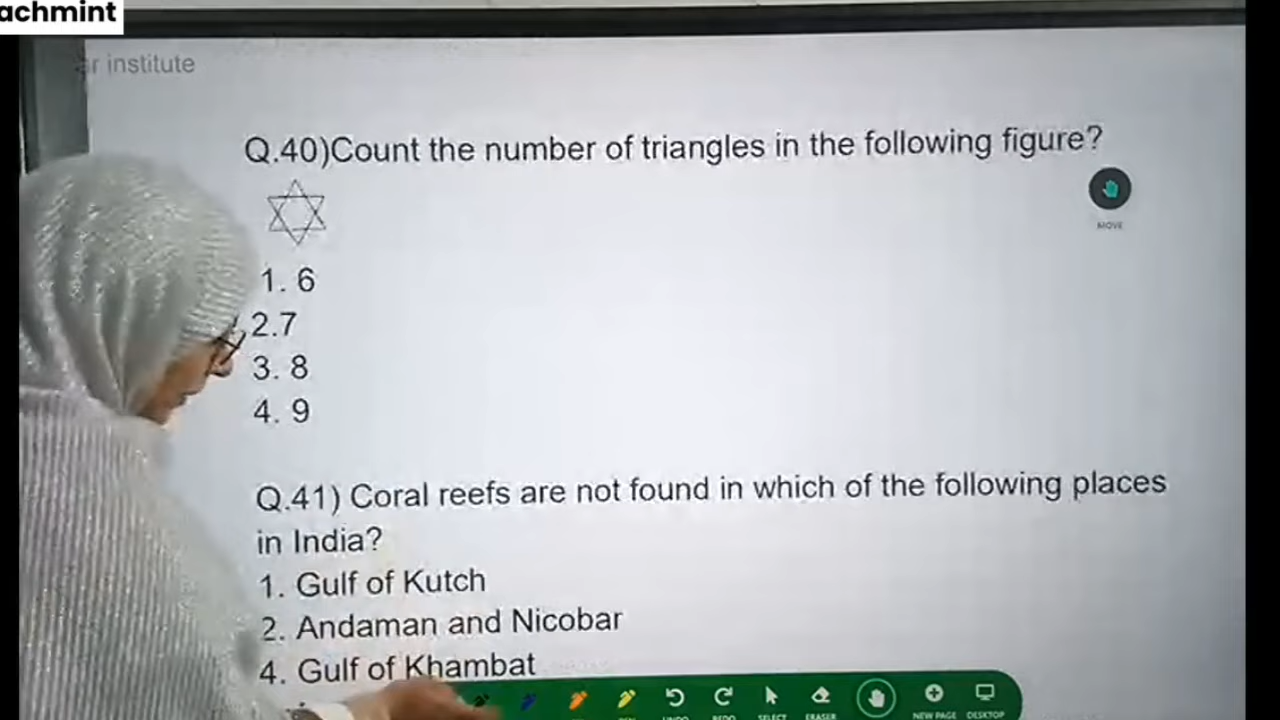 achmint
institute
Q.40)Count the number of triangles in the following figure?
MOVE
1. 6
2.7
3. 8
4. 9
Q.41) Coral reefs are not found in which of the following places
in India?
1. Gulf of Kutch
2. Andaman and Nicobar
4. Gulf of Khambat
UNDO REDO SELECT ERASER NEW PAGE DESKTOP